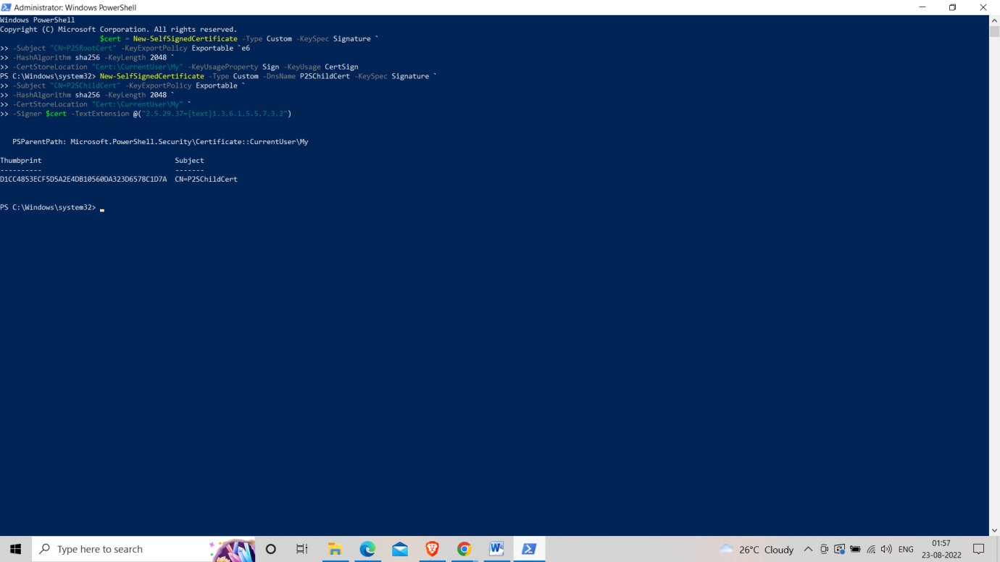 Administrator: Windows PowerShell
Windows PowerShell
Copyright (C) Microsoft Corporation. All rights reserved.
$cert = New-SelfSignedCertificate -Type Custom -KeySpec Signature `
>> -Subject "CN=P2SRootCert" -KeyExportPolicy Exportable `e6
>> -HashAlgorithm sha256 -KeyLength 2048 `
>> -CertStoreLocation "Cert:\CurrentUser\My" -KeyUsageProperty Sign -KeyUsage CertSign
PS C:\Windows\system32> New-SelfSignedCertificate -Type Custom -DnsName P2SChildCert -KeySpec Signature `
>> -Subject "CN=P2SChildCert" -KeyExportPolicy Exportable `
>> -HashAlgorithm sha256 -KeyLength 2048 `
>> -CertStoreLocation "Cert:\CurrentUser\My" `
>> -Signer $cert -TextExtension @("2.5.29.37={text}1.3.6.1.5.5.7.3.2")
PSParentPath: Microsoft.PowerShell.Security\Certificate::CurrentUser\My
Thumbprint Subject
---------- -------
D1CC4853ECF5D5A2E4DB10560DA323D6578C1D7A CN=P2SChildCert
PS C:\Windows\system32>
Type here to search
26°C Cloudy
ENG
01:57
23-08-2022